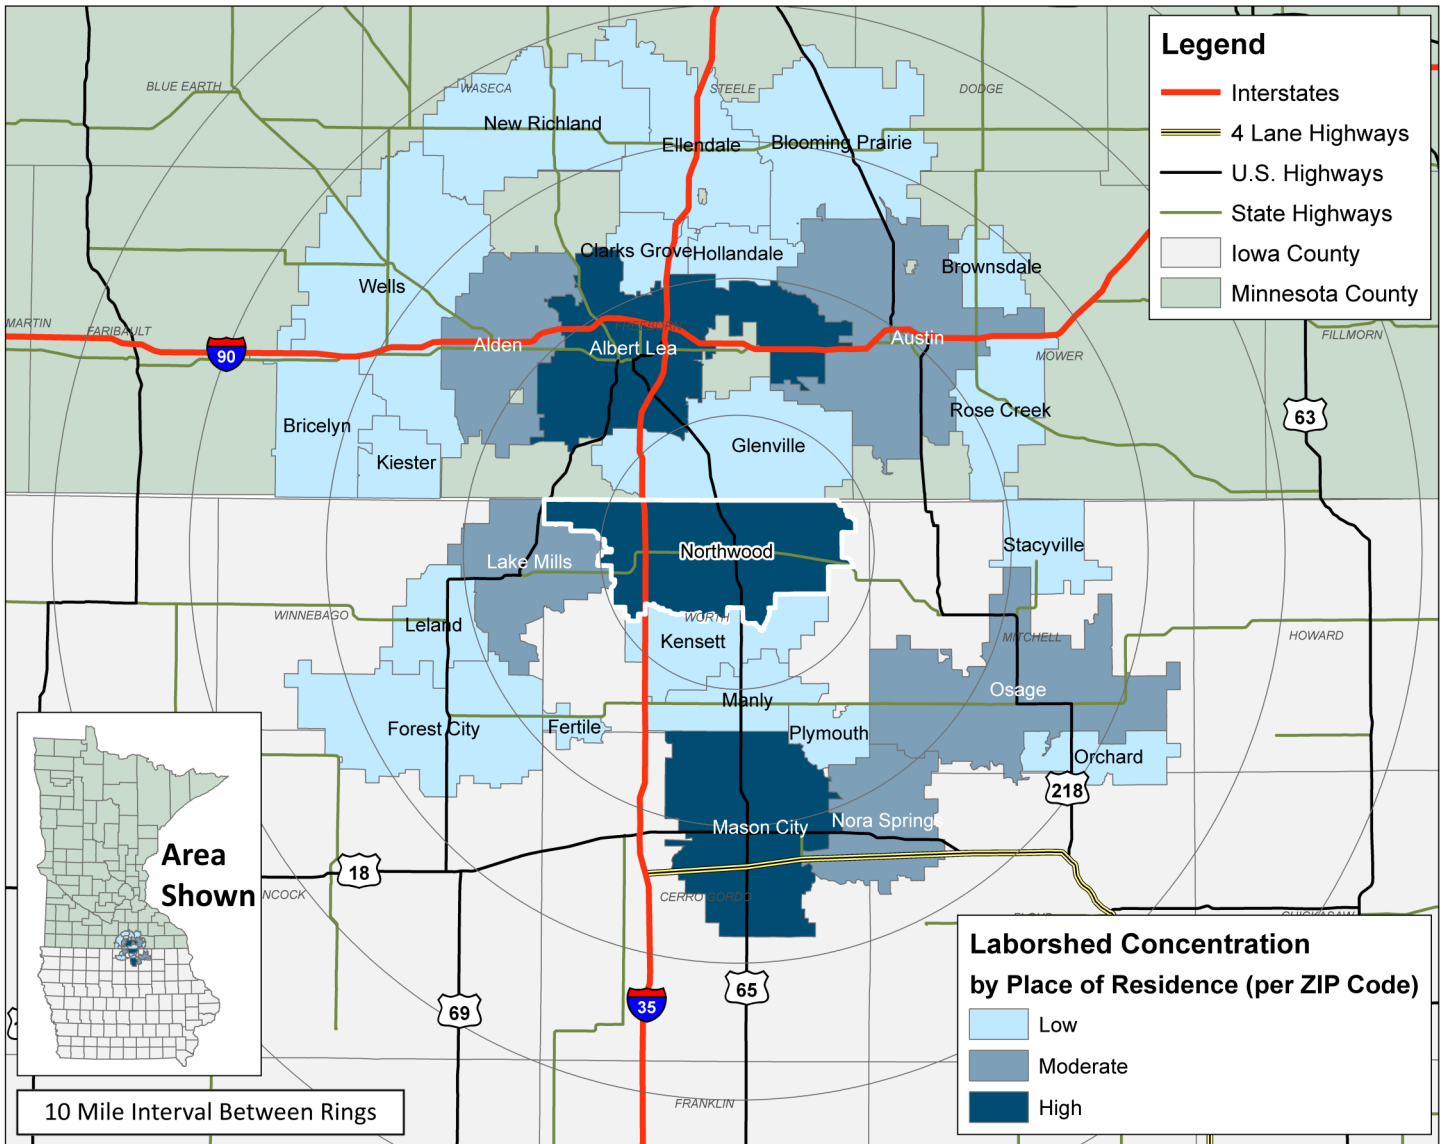 Legend
Interstates
4 Lane Highways
U.S. Highways
State Highways
Iowa County
Minnesota County
BLUE EARTH
WASECA
STEELE
DODGE
New Richland
Ellendale
Blooming Prairie
Clarks Grove
Hollandale
Brownsdale
Wells
MARTIN
FARIBAULT
FREEBORN
FILLMORN
90
Alden
Albert Lea
Austin
MOWER
63
Bricelyn
Rose Creek
Kiester
Glenville
Northwood
Stacyville
Lake Mills
WINNEBAGO
WORTH
Leland
Kensett
MITCHELL
HOWARD
Osage
Manly
Forest City
Fertile
Plymouth
Orchard
218
Mason City
Nora Springs
18
NCOCK
CERRO GORDO
Area
Shown
65
35
69
FRANKLIN
10 Mile Interval Between Rings
Laborshed Concentration
by Place of Residence (per ZIP Code)
Low
Moderate
High